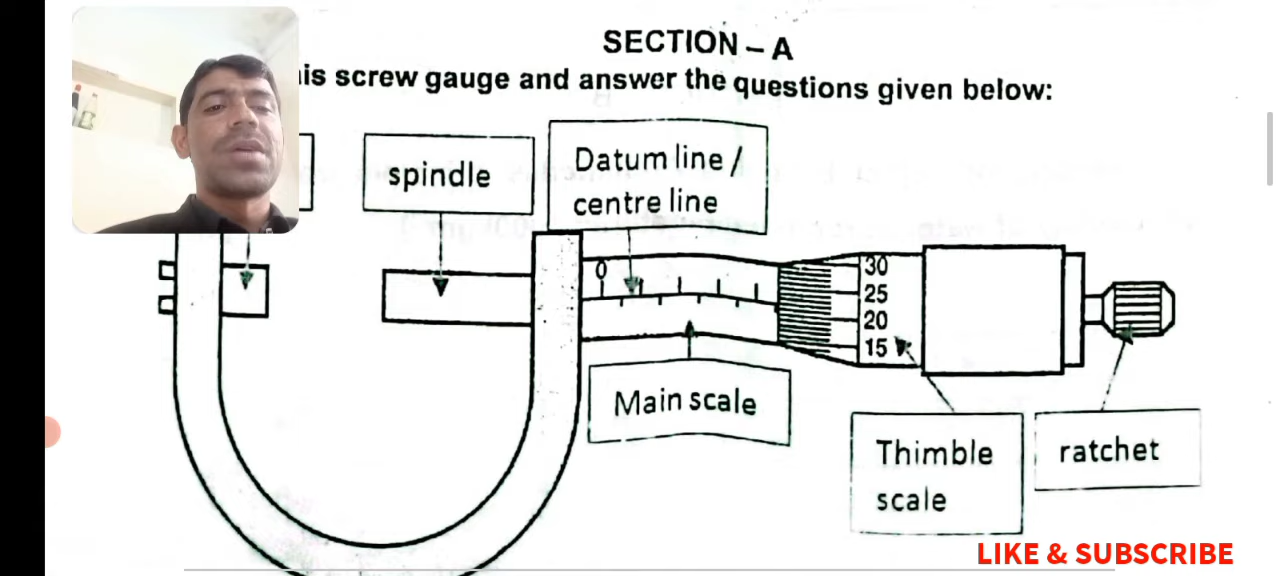 SECTION – A
is screw gauge and answer the questions given below:
spindle
Datum line /
centre line
0
30
25
20
15
Main scale
Thimble
scale
ratchet
LIKE & SUBSCRIBE